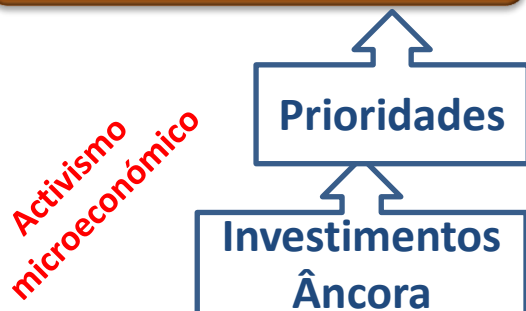 Prioridades
Activismo
microeconómico
Investimentos
Âncora